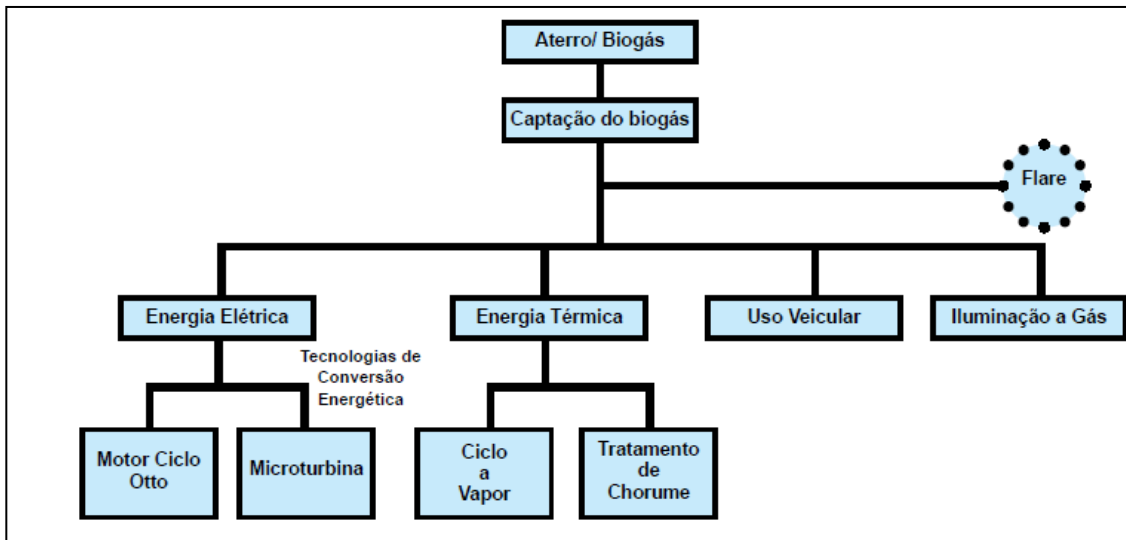 Aterro/ Biogás
Captação do biogás
Flare
Energia Elétrica
Energia Térmica
Uso Veicular
Iluminação a Gás
Tecnologias de
Conversão
Energética
Motor Ciclo
Otto
Microturbina
Ciclo
a
Vapor
Tratamento
de
Chorume